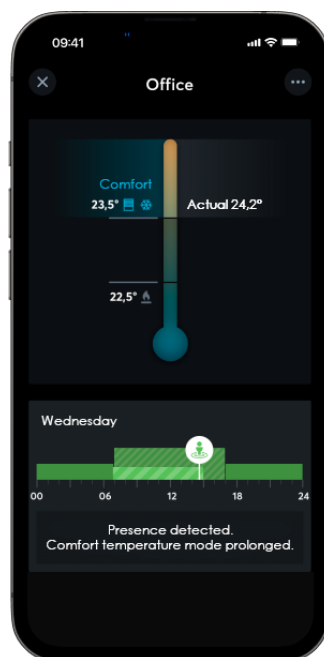 09:41
Office
Comfort
23,5°
Actual 24,2°
22,5°
Wednesday
00 06 12 18 24
Presence detected.
Comfort temperature mode prolonged.